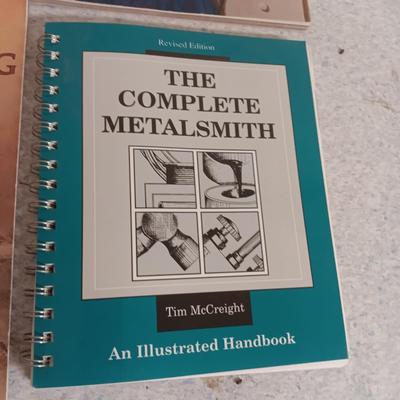 Revised Edition
THE
COMPLETE
METALSMITH
Tim McCreight
An Illustrated Handbook
G